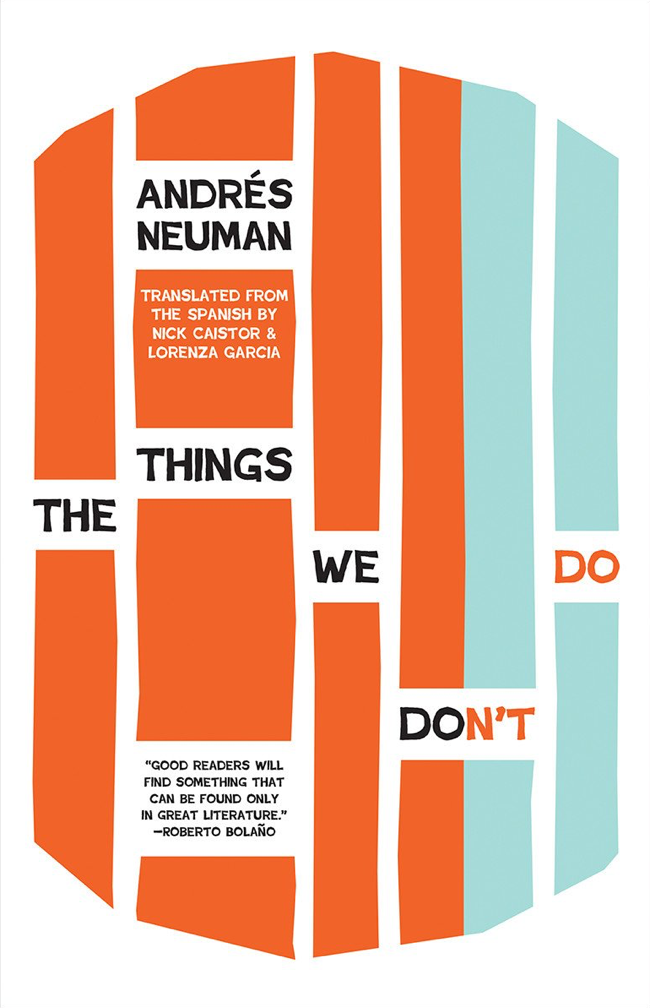 ANDRÉS
NEUMAN
TRANSLATED FROM
THE SPANISH BY
NICK CAISTOR &
LORENZA GARCIA
THE
THINGS
WE
DON'T
DO
"GOOD READERS WILL
FIND SOMETHING THAT
CAN BE FOUND ONLY
IN GREAT LITERATURE."
—ROBERTO BOLAÑO